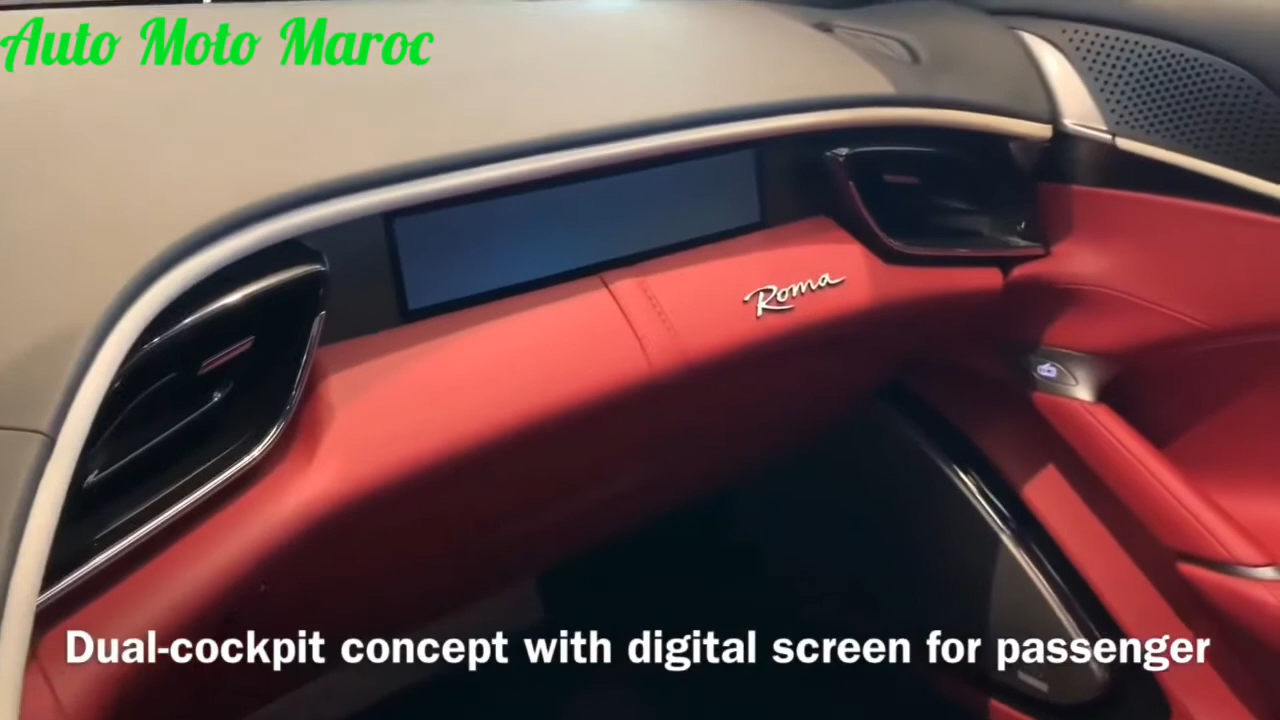 Auto Moto Maroc
Roma
Dual-cockpit concept with digital screen for passenger